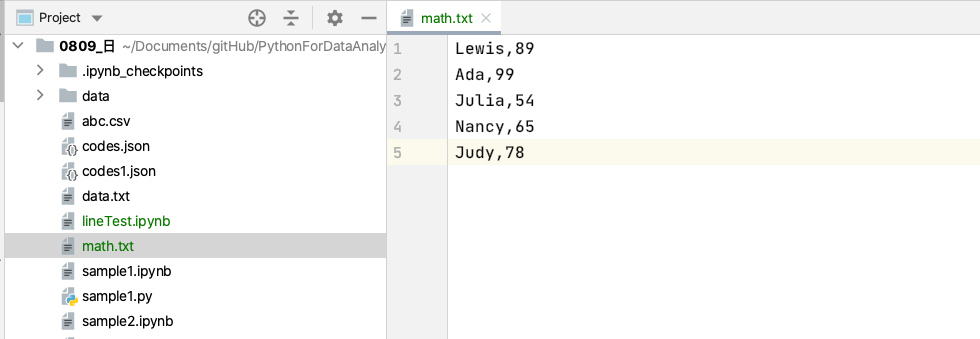 Project
math.txt
0809_日 ~/Documents/gitHub/PythonForDataAnaly
.ipynb_checkpoints
data
abc.csv
codes.json
codes1.json
data.txt
lineTest.ipynb
math.txt
sample1.ipynb
sample1.py
sample2.ipynb
1 Lewis,89
2 Ada,99
3 Julia,54
4 Nancy,65
5 Judy,78